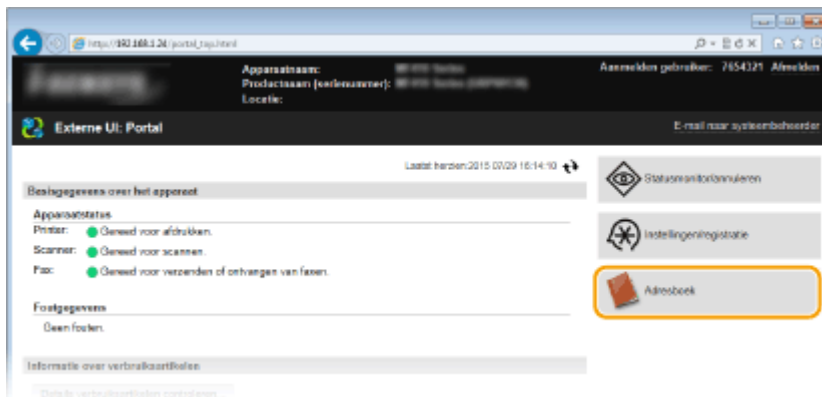 http://192.168.1.24/portal_top.html
Apparaatnaam:
Productnaam [serienummer]:
Locatie:
Aanmelden gebruiker: 7654321 Afmelden
Externe UI: Portal
E-mail naar systeembeheerder
Laatst herzien:2015 07/29 16:14:10
Basisgegevens over het apparaat
Apparaatstatus
Printer: Gereed voor afdrukken.
Scanner: Gereed voor scannen.
Fax: Gereed voor verzenden of ontvangen van faxen.
Foutgegevens
Geen fouten.
Informatie over verbruiksartikelen
Statusmonitor/annuleren
Instellingen/registratie
Adresboek